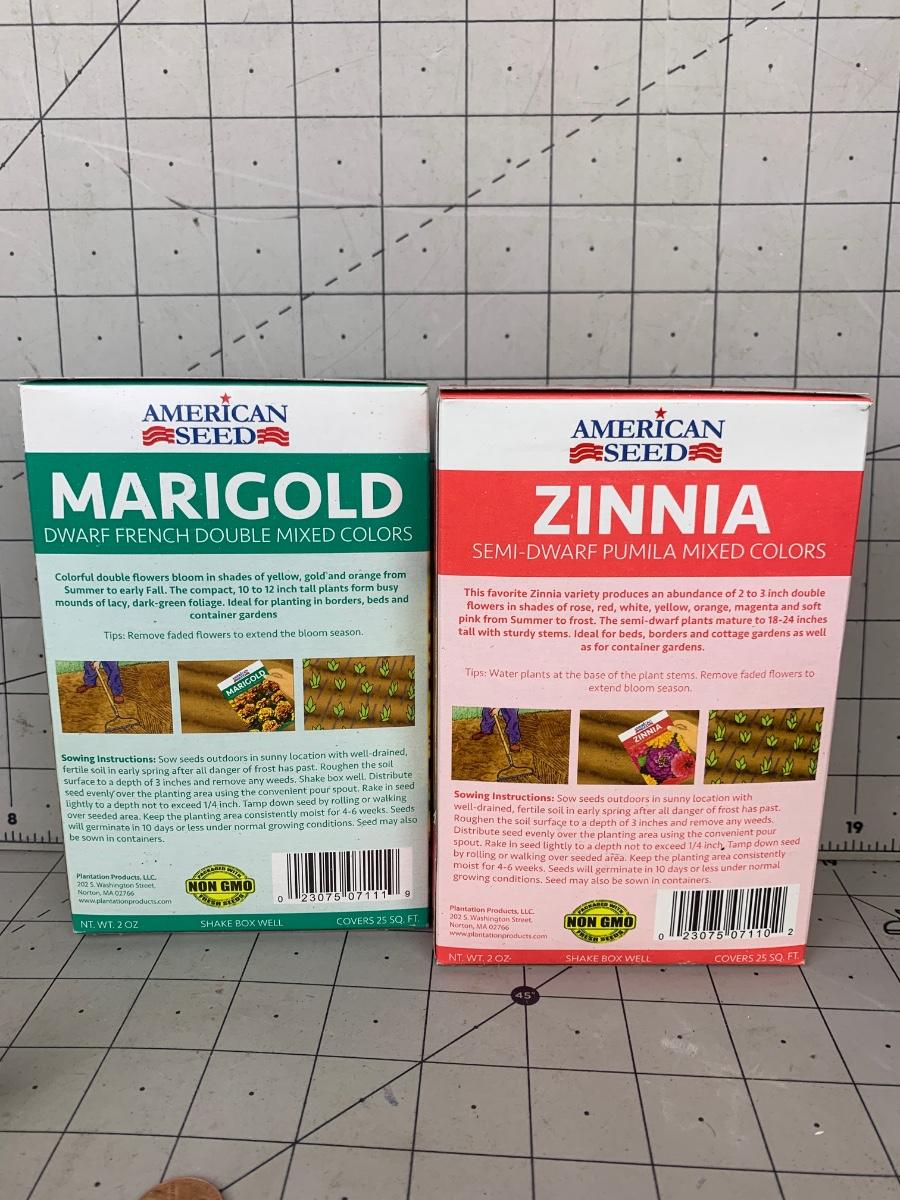 AMERICAN
SEED
MARIGOLD
DWARF FRENCH DOUBLE MIXED COLORS
Colorful double flowers bloom in shades of yellow, gold and orange from
Summer to early Fall. The compact, 10 to 12 inch tall plants form busy
mounds of lacy, dark-green foliage. Ideal for planting in borders, beds and
container gardens
Tips: Remove faded flowers to extend the bloom season.
MARIGOLD
Sowing Instructions: Sow seeds outdoors in sunny location with well-drained,
fertile soil in early spring after all danger of frost has past. Roughen the soil
surface to a depth of 3 inches and remove any weeds. Shake box well. Distribute
seed evenly over the planting area using the convenient pour spout. Rake in seed
lightly to a depth not to exceed 1/4 inch. Tamp down seed by rolling or walking
over seeded area. Keep the planting area consistently moist for 4-6 weeks. Seeds
will germinate in 10 days or less under normal growing conditions. Seed may also
be sown in containers.
Plantation Products, LLC.
202 S. Washington Street,
Norton, MA 02766
www.plantationproducts.com
PACKAGED WITH
NON GMO
FRESH SEEDS
0 23075 07111 9
NT. WT. 2 OZ SHAKE BOX WELL COVERS 25 SQ. FT.
AMERICAN
SEED
ZINNIA
SEMI-DWARF PUMILA MIXED COLORS
This favorite Zinnia variety produces an abundance of 2 to 3 inch double
flowers in shades of rose, red, white, yellow, orange, magenta and soft
pink from Summer to frost. The semi-dwarf plants mature to 18-24 inches
tall with sturdy stems. Ideal for beds, borders and cottage gardens as well
as for container gardens.
Tips: Water plants at the base of the plant stems. Remove faded flowers to
extend bloom season.
ZINNIA
Sowing Instructions: Sow seeds outdoors in sunny location with
well-drained, fertile soil in early spring after all danger of frost has past.
Roughen the soil surface to a depth of 3 inches and remove any weeds.
Distribute seed evenly over the planting area using the convenient pour
spout. Rake in seed lightly to a depth not to exceed 1/4 inch. Tamp down seed
by rolling or walking over seeded area. Keep the planting area consistently
moist for 4-6 weeks. Seeds will germinate in 10 days or less under normal
growing conditions. Seed may also be sown in containers.
Plantation Products, LLC.
202 S. Washington Street,
Norton, MA 02766
www.plantationproducts.com
PACKAGED WITH
NON GMO
FRESH SEEDS
0 23075 07110 2
NT. WT. 2 OZ- SHAKE BOX WELL COVERS 25 SQ. FT.
8
19
45°